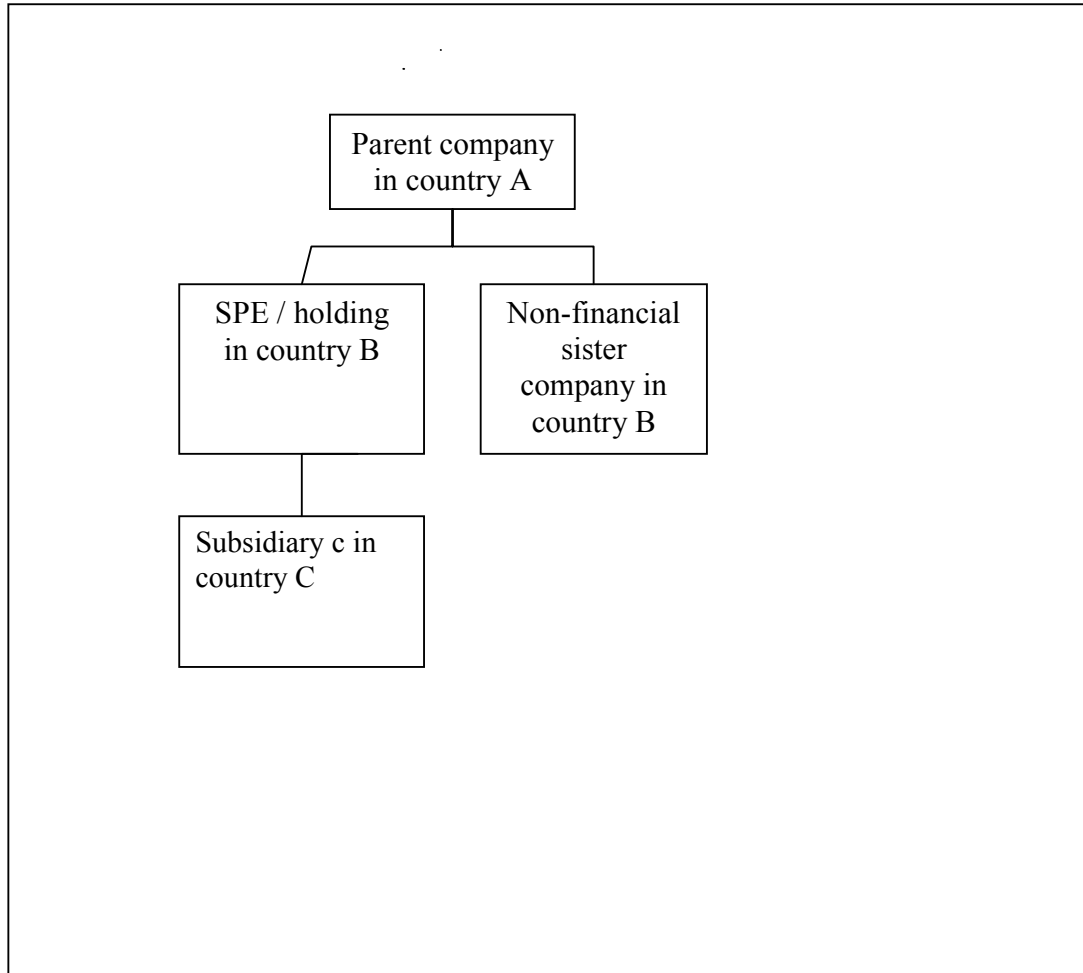 Parent company
in country A
SPE / holding
in country B
Non-financial
sister
company in
country B
Subsidiary c in
country C